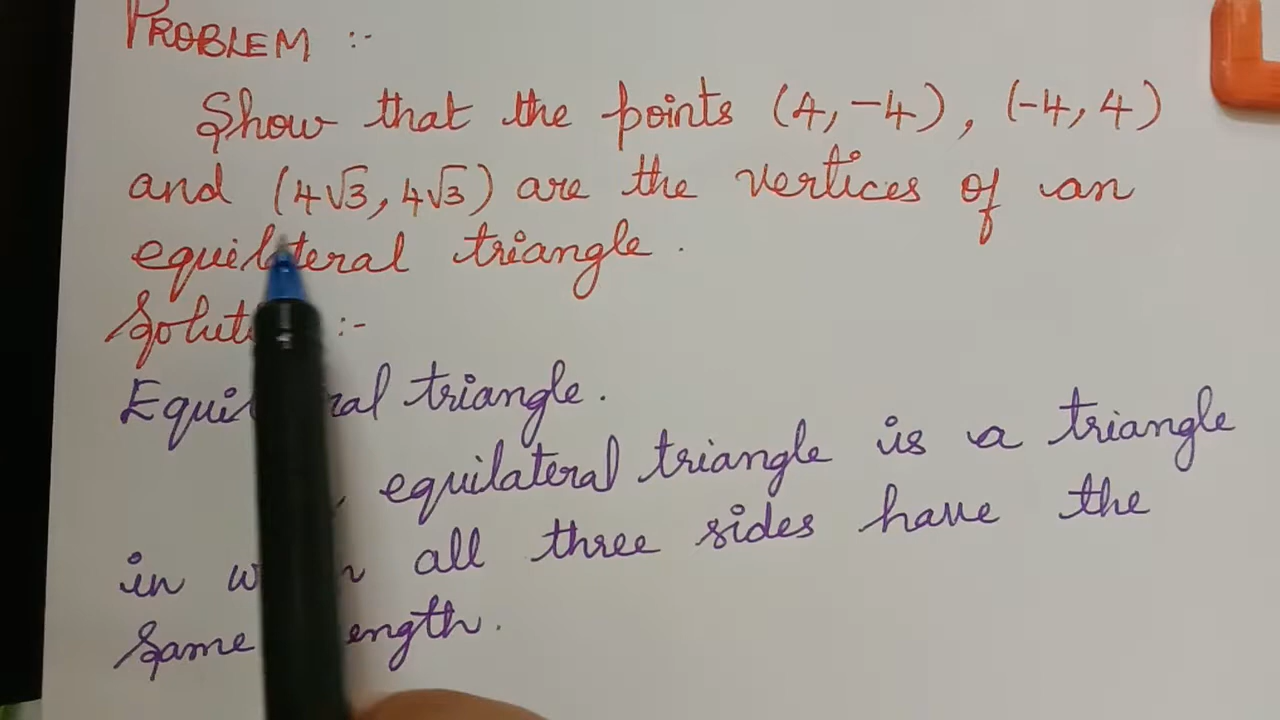 PROBLEM :-
Show that the points (4, -4), (-4, 4)
and (4√3, 4√3) are the vertices of an
equilateral triangle.
:-
triangle.
equilateral triangle is a triangle
in all three sides have the
Same